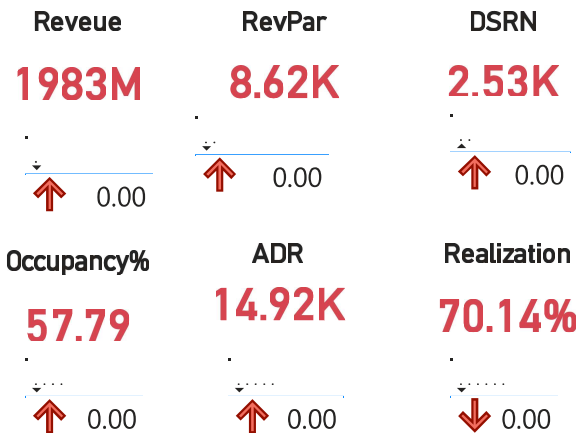 Reveue
RevPar
DSRN
1983M
8.62K
2.53K
0.00
0.00
0.00
Occupancy%
ADR
Realization
57.79
14.92K
70.14%
0.00
0.00
0.00